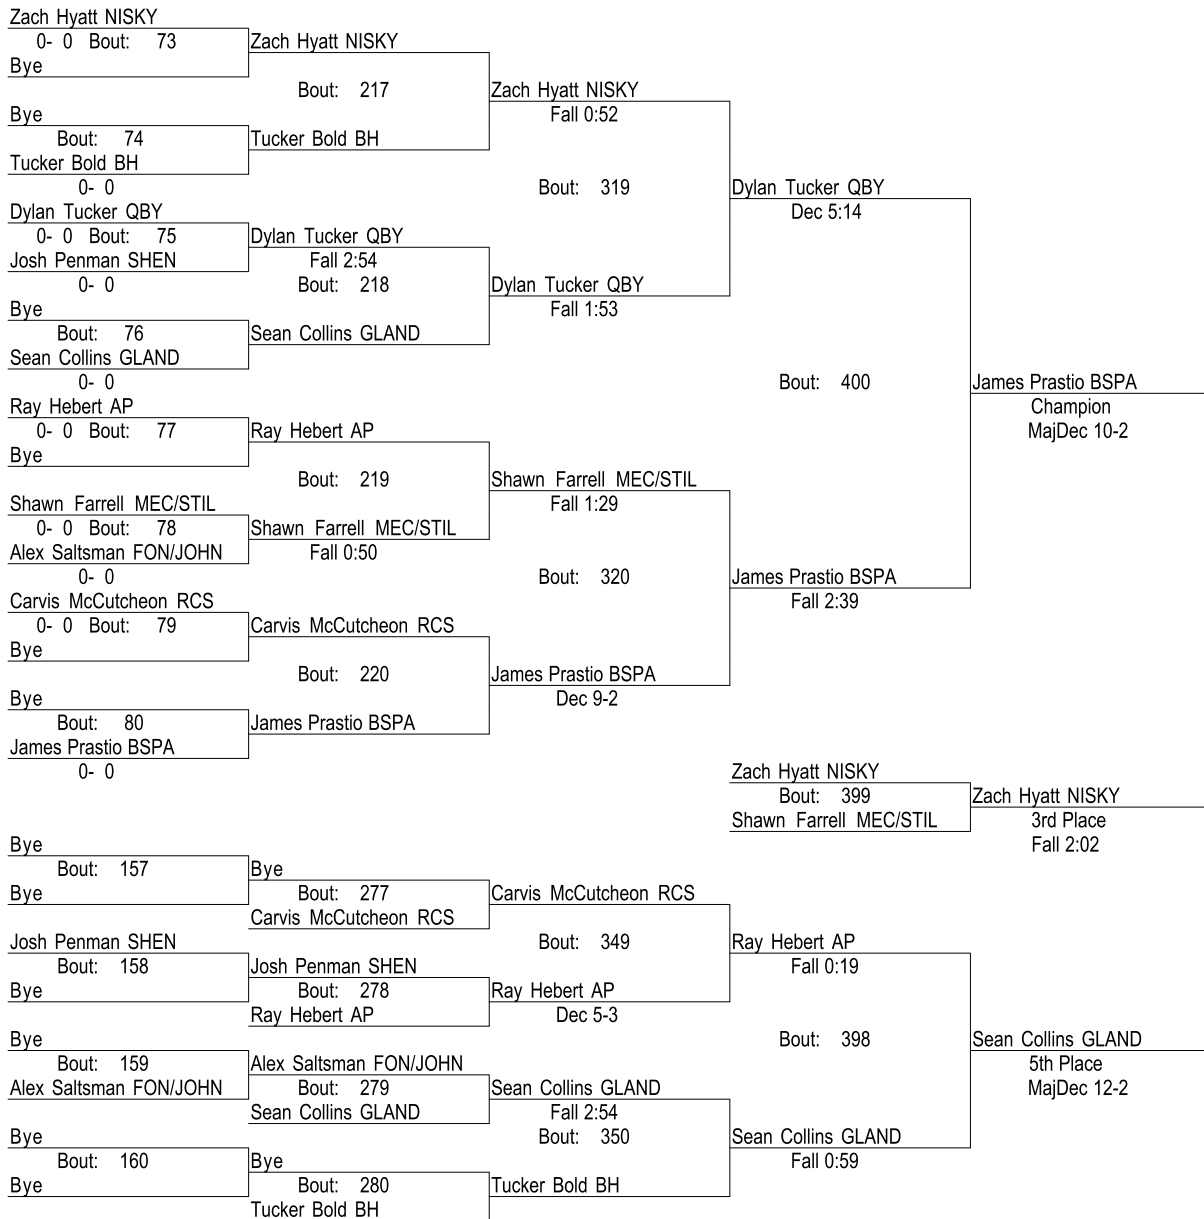 Zach Hyatt NISKY
0- 0 Bout: 73
Zach Hyatt NISKY
Bye
Bout: 217
Zach Hyatt NISKY
Bye
Fall 0:52
Bout: 74
Tucker Bold BH
Tucker Bold BH
0- 0
Bout: 319
Dylan Tucker QBY
Dylan Tucker QBY
Dec 5:14
0- 0 Bout: 75
Dylan Tucker QBY
Josh Penman SHEN
Fall 2:54
0- 0
Bout: 218
Dylan Tucker QBY
Bye
Fall 1:53
Bout: 76
Sean Collins GLAND
Sean Collins GLAND
0- 0
Bout: 400
James Prastio BSPA
Ray Hebert AP
Champion
0- 0 Bout: 77
Ray Hebert AP
MajDec 10-2
Bye
Bout: 219
Shawn Farrell MEC/STIL
Shawn Farrell MEC/STIL
Fall 1:29
0- 0 Bout: 78
Shawn Farrell MEC/STIL
Alex Saltsman FON/JOHN
Fall 0:50
0- 0
Bout: 320
James Prastio BSPA
Carvis McCutcheon RCS
Fall 2:39
0- 0 Bout: 79
Carvis McCutcheon RCS
Bye
Bout: 220
James Prastio BSPA
Bye
Dec 9-2
Bout: 80
James Prastio BSPA
James Prastio BSPA
0- 0
Zach Hyatt NISKY
Bout: 399
Zach Hyatt NISKY
Shawn Farrell MEC/STIL
3rd Place
Fall 2:02
Bye
Bout: 157
Bye
Bye
Bout: 277
Carvis McCutcheon RCS
Carvis McCutcheon RCS
Josh Penman SHEN
Bout: 349
Ray Hebert AP
Bout: 158
Josh Penman SHEN
Fall 0:19
Bye
Bout: 278
Ray Hebert AP
Ray Hebert AP
Dec 5-3
Bye
Bout: 398
Sean Collins GLAND
Bout: 159
Alex Saltsman FON/JOHN
5th Place
Alex Saltsman FON/JOHN
Bout: 279
Sean Collins GLAND
MajDec 12-2
Sean Collins GLAND
Fall 2:54
Bye
Bout: 350
Sean Collins GLAND
Bout: 160
Bye
Fall 0:59
Bye
Bout: 280
Tucker Bold BH
Tucker Bold BH